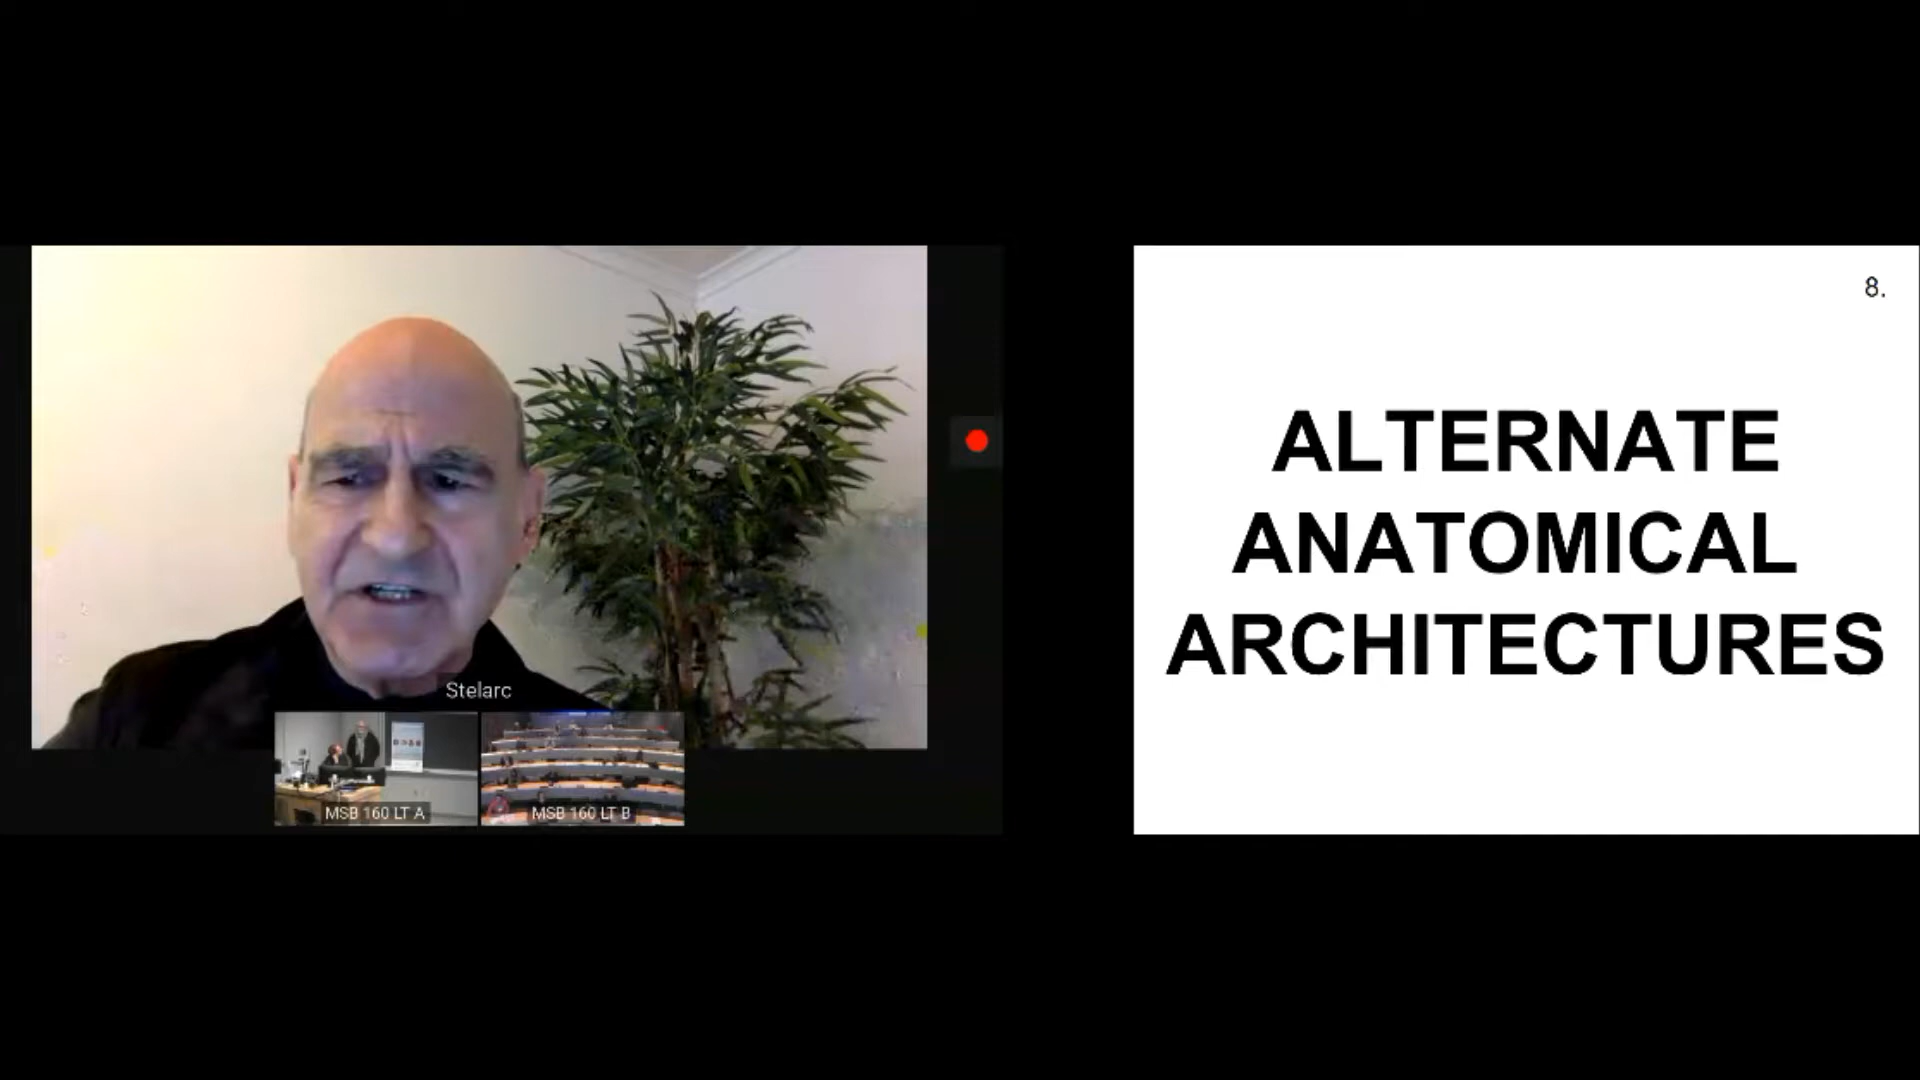 Stelarc
MSB 160 LT A
MSB 160 LT B
8.
ALTERNATE
ANATOMICAL
ARCHITECTURES